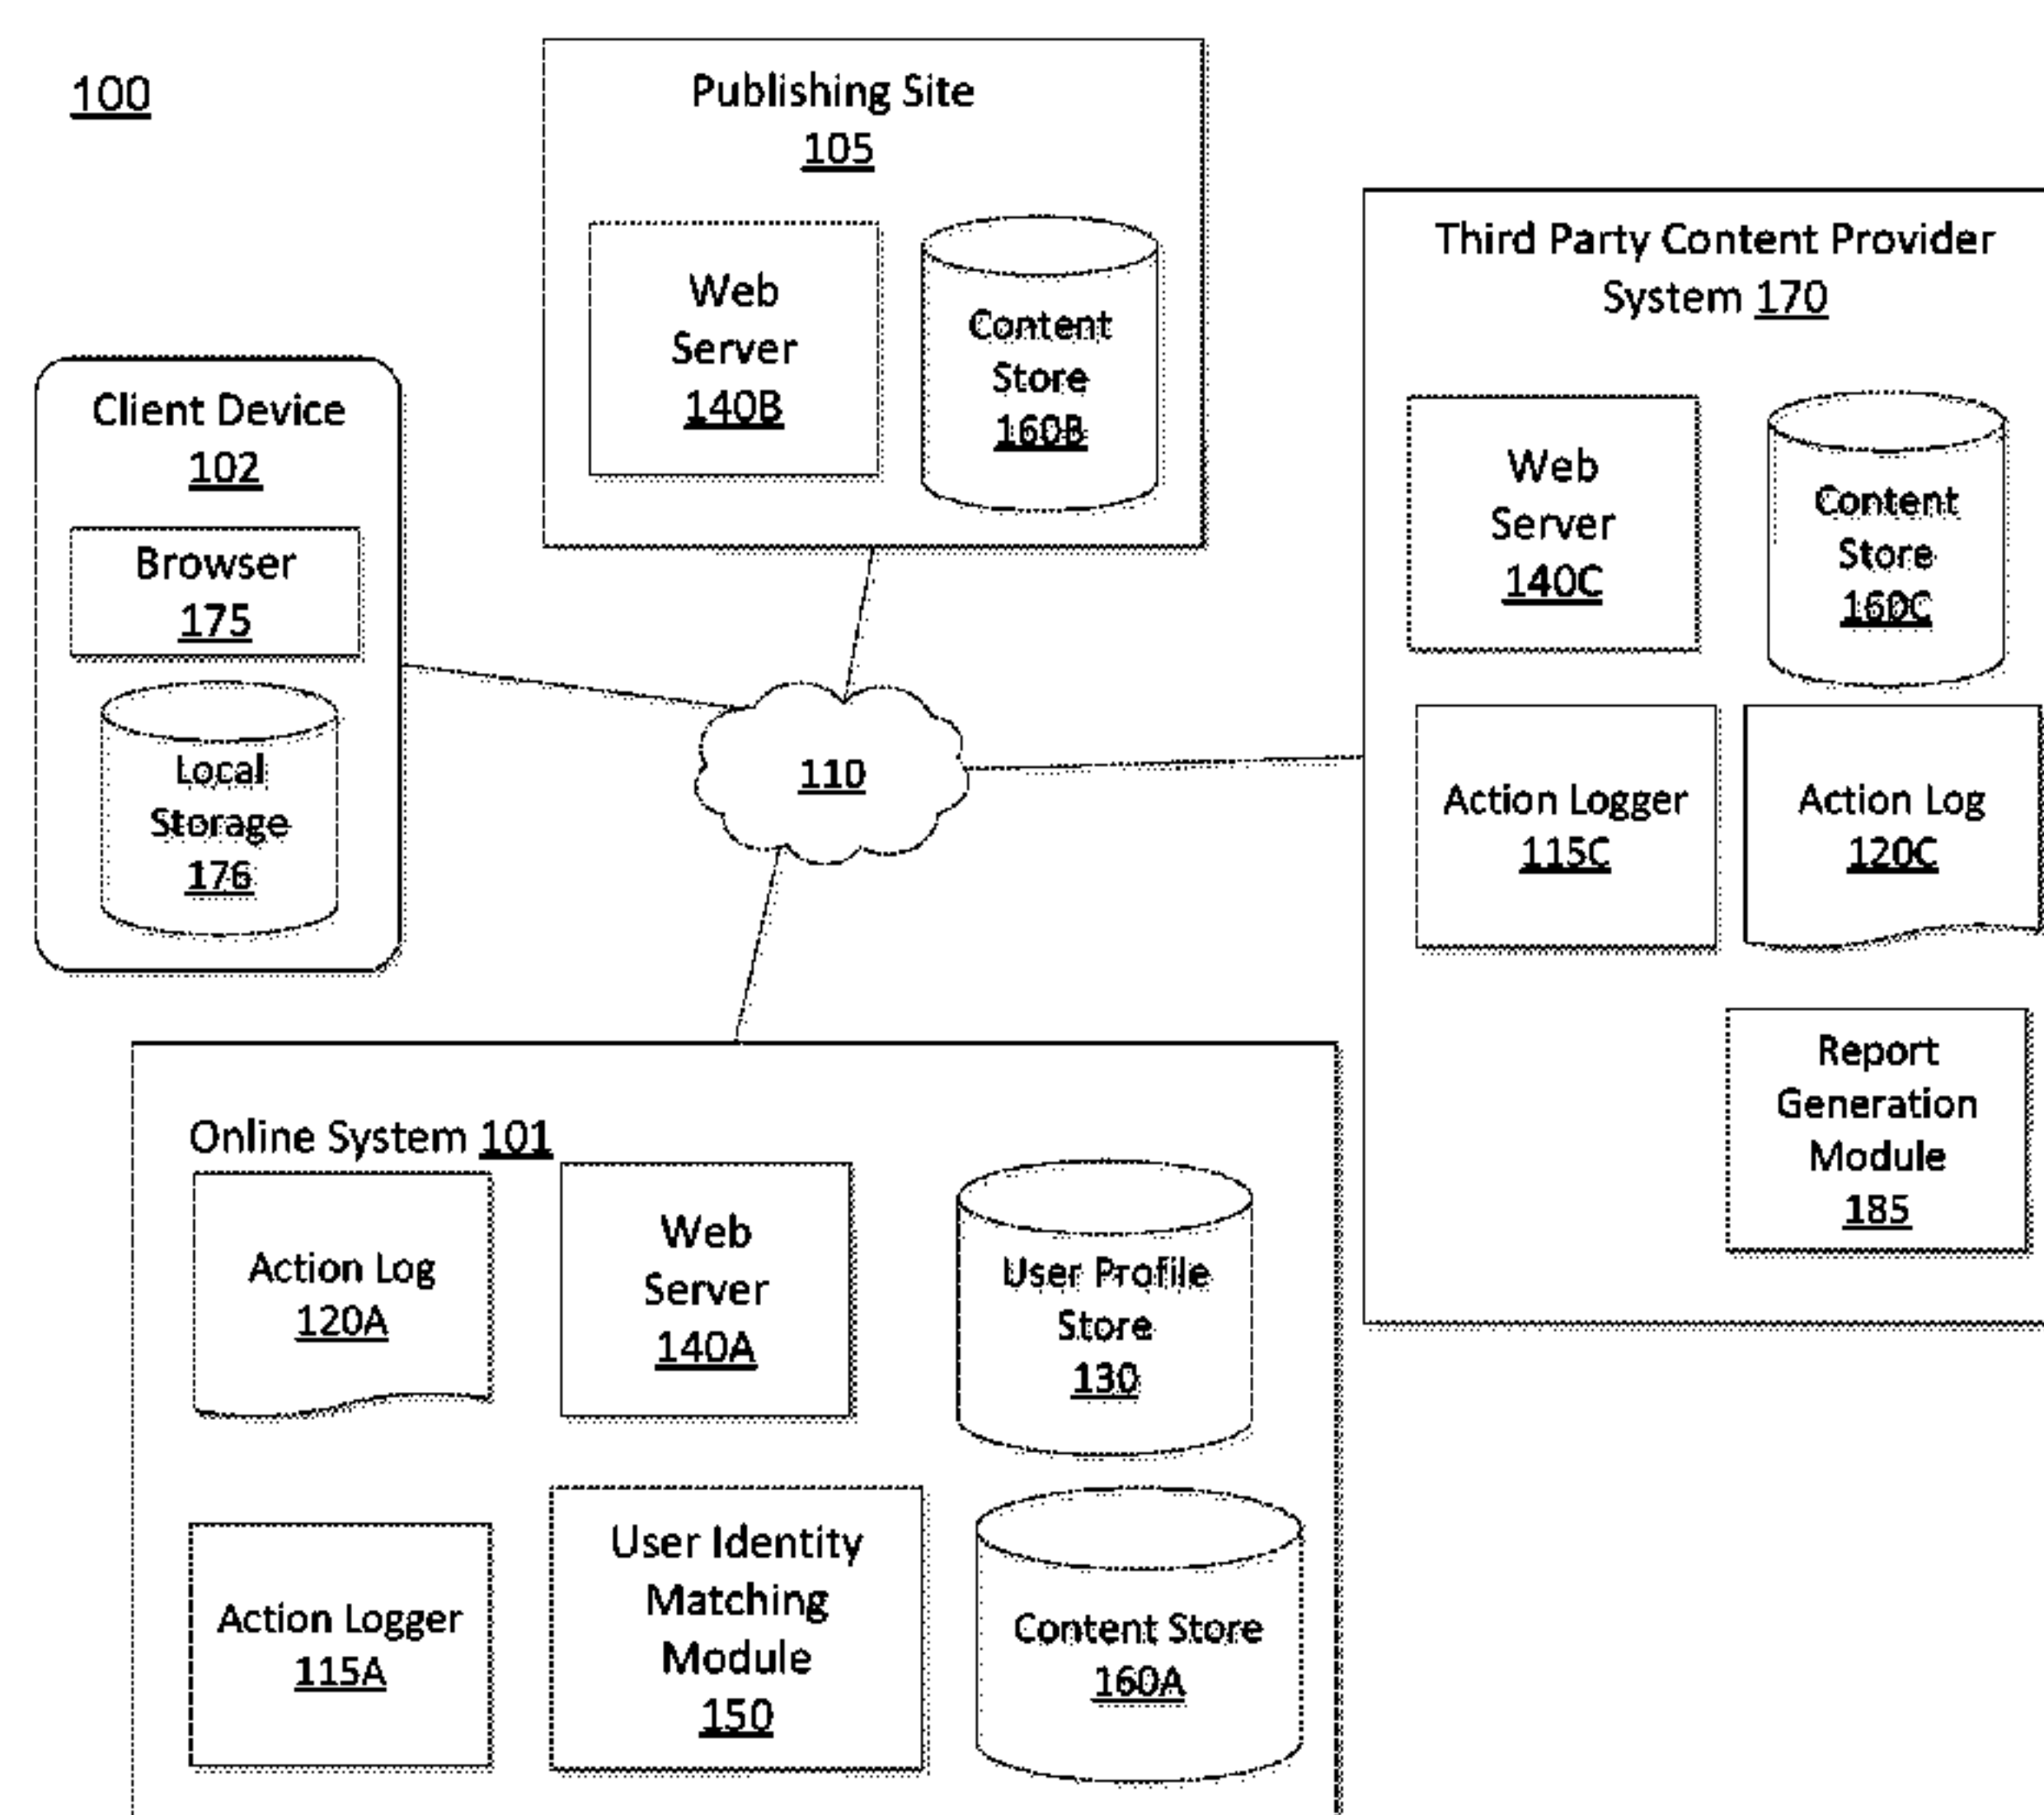 100
Publishing Site
105
Web
Server
140B
Content
Store
160B
Third Party Content Provider
System 170
Web
Server
140C
Content
Store
160C
Action Logger
115C
Action Log
120C
Report
Generation
Module
185
Client Device
102
Browser
175
Local
Storage
176
110
Online System 101
Action Log
120A
Web
Server
140A
User Profile
Store
130
Action Logger
115A
User Identity
Matching
Module
150
Content Store
160A